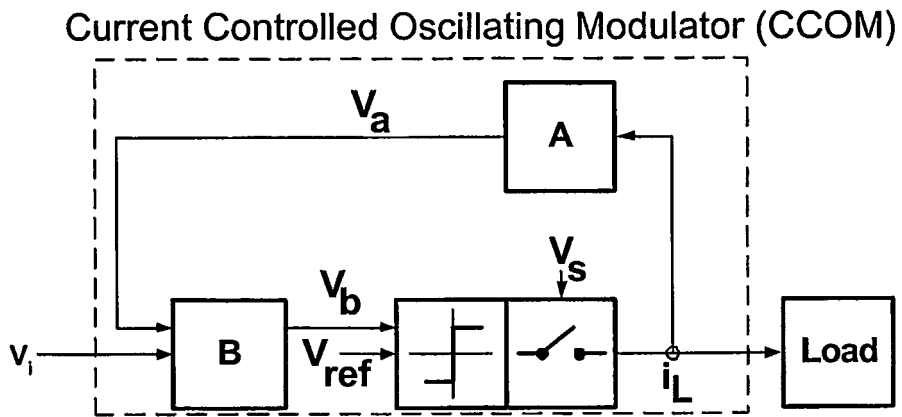 Current Controlled Oscillating Modulator (CCOM)
Va
A
Vs
Vb
Vi
B
Vref
iL
Load